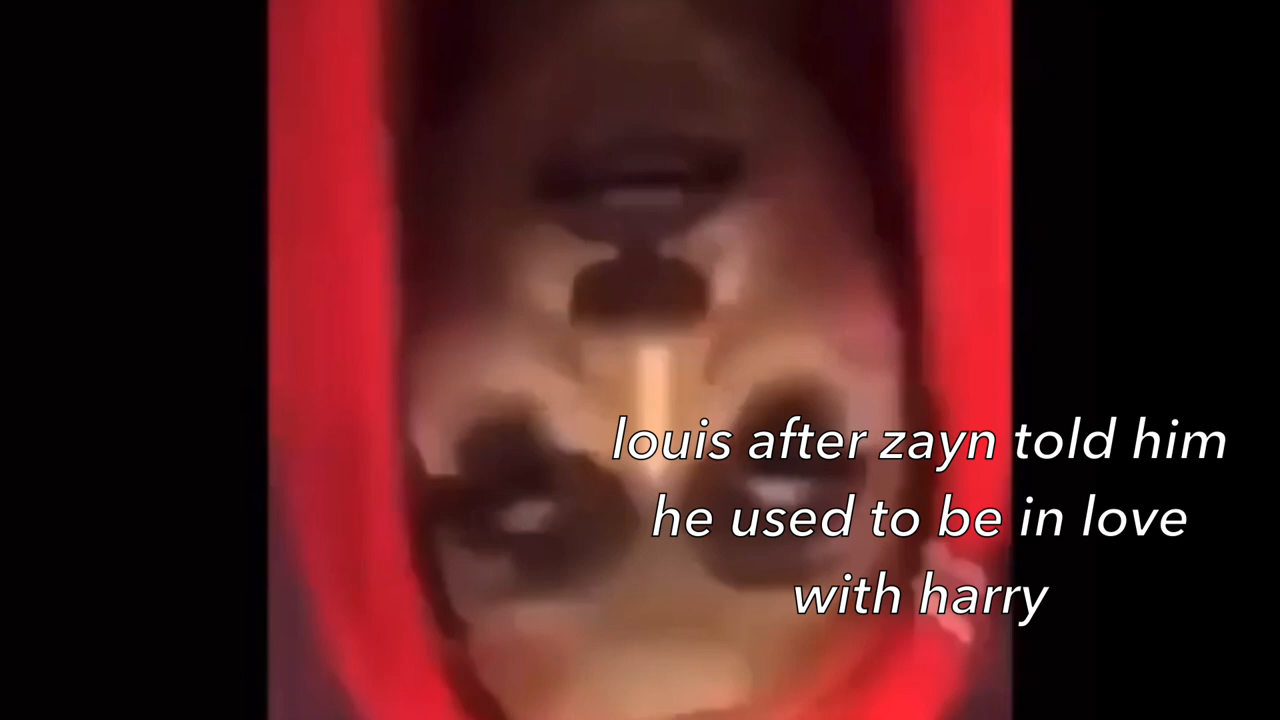 louis after zayn told him
he used to be in love
with harry